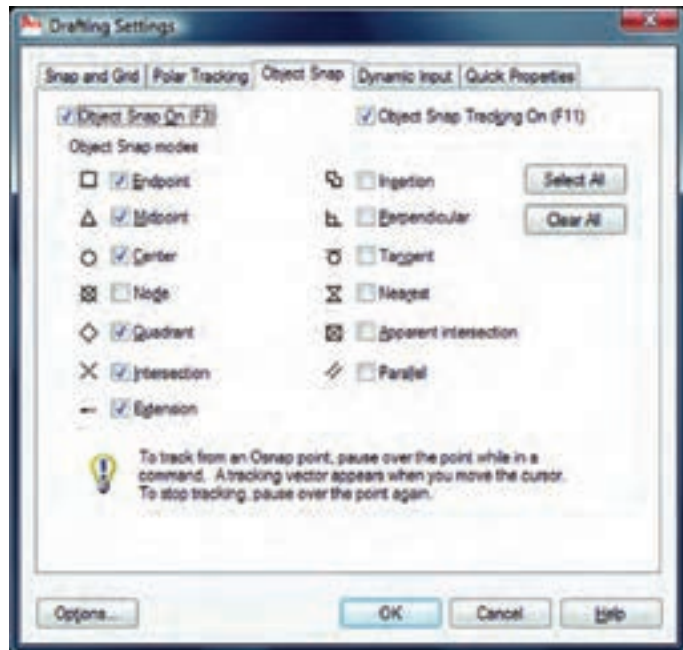 Drafting Settings
Snap and Grid Polar Tracking Object Snap Dynamic Input Quick Properties
Object Snap On (F3) Object Snap Tracking On (F11)
Object Snap modes
Endpoint Insertion Select All
Midpoint Perpendicular Clear All
Center Tangent
Node Nearest
Quadrant Apparent intersection
Intersection Parallel
Extension
To track from an Osnap point, pause over the point while in a
command. A tracking vector appears when you move the cursor.
To stop tracking, pause over the point again.
Options... OK Cancel Help